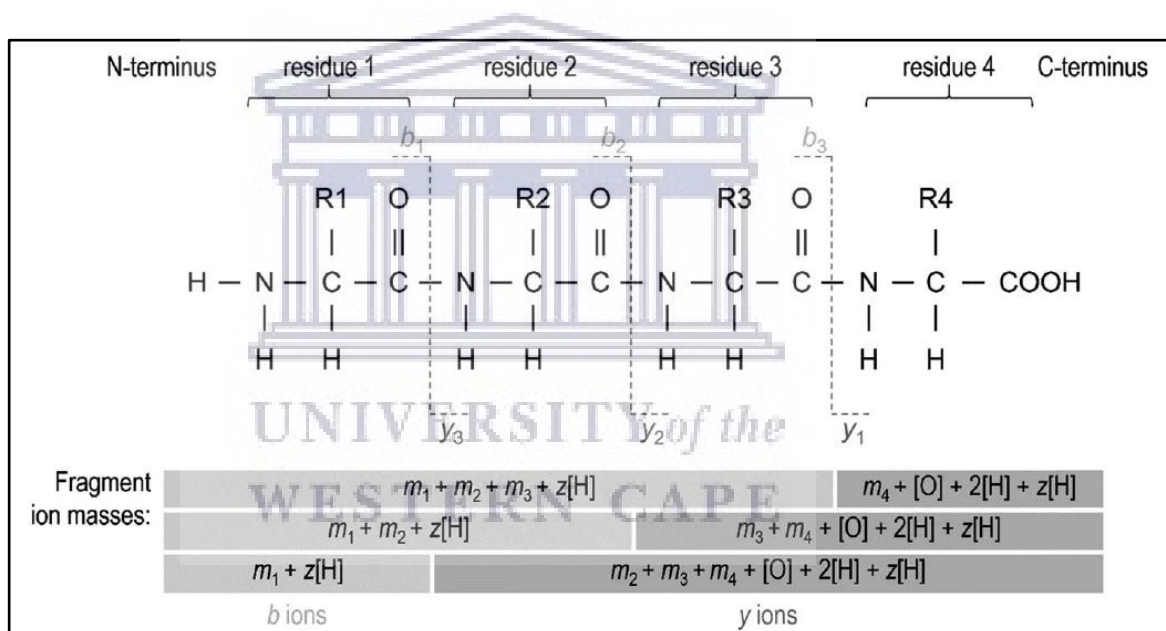 N-terminus residue 1 residue 2 residue 3 residue 4 C-terminus
b₁ b₂ b₃
R1 O R2 O R3 O R4
H – N – C – C – N – C – C – N – C – C – N – C – COOH
H H H H H H H H
y₃ y₂ y₁
UNIVERSITY of the
WESTERN CAPE
Fragment ion masses:
m₁ + m₂ + m₃ + z[H] m₄ + [O] + 2[H] + z[H]
m₁ + m₂ + z[H] m₃ + m₄ + [O] + 2[H] + z[H]
m₁ + z[H] m₂ + m₃ + m₄ + [O] + 2[H] + z[H]
b ions y ions